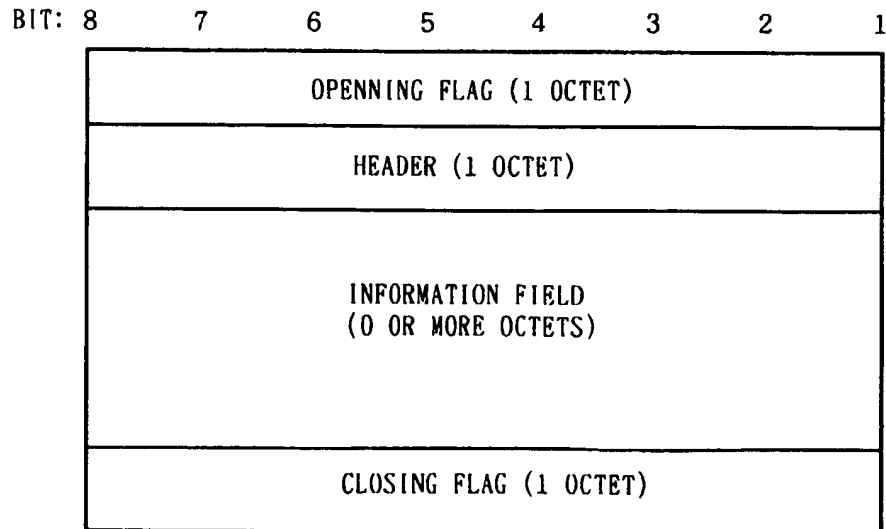 BIT: 8 7 6 5 4 3 2 1
OPENNING FLAG (1 OCTET)
HEADER (1 OCTET)
INFORMATION FIELD
(0 OR MORE OCTETS)
CLOSING FLAG (1 OCTET)